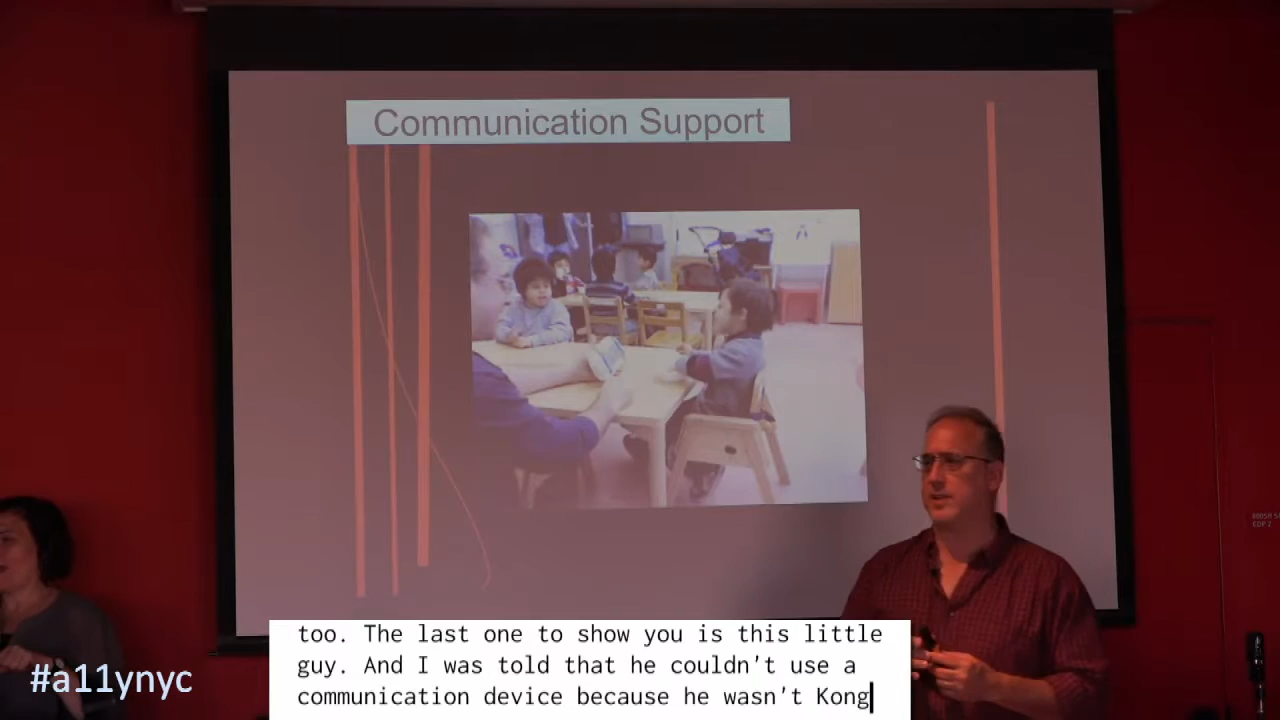 Communication Support
too. The last one to show you is this little
guy. And I was told that he couldn't use a
communication device because he wasn't Kong
#a11ynyc